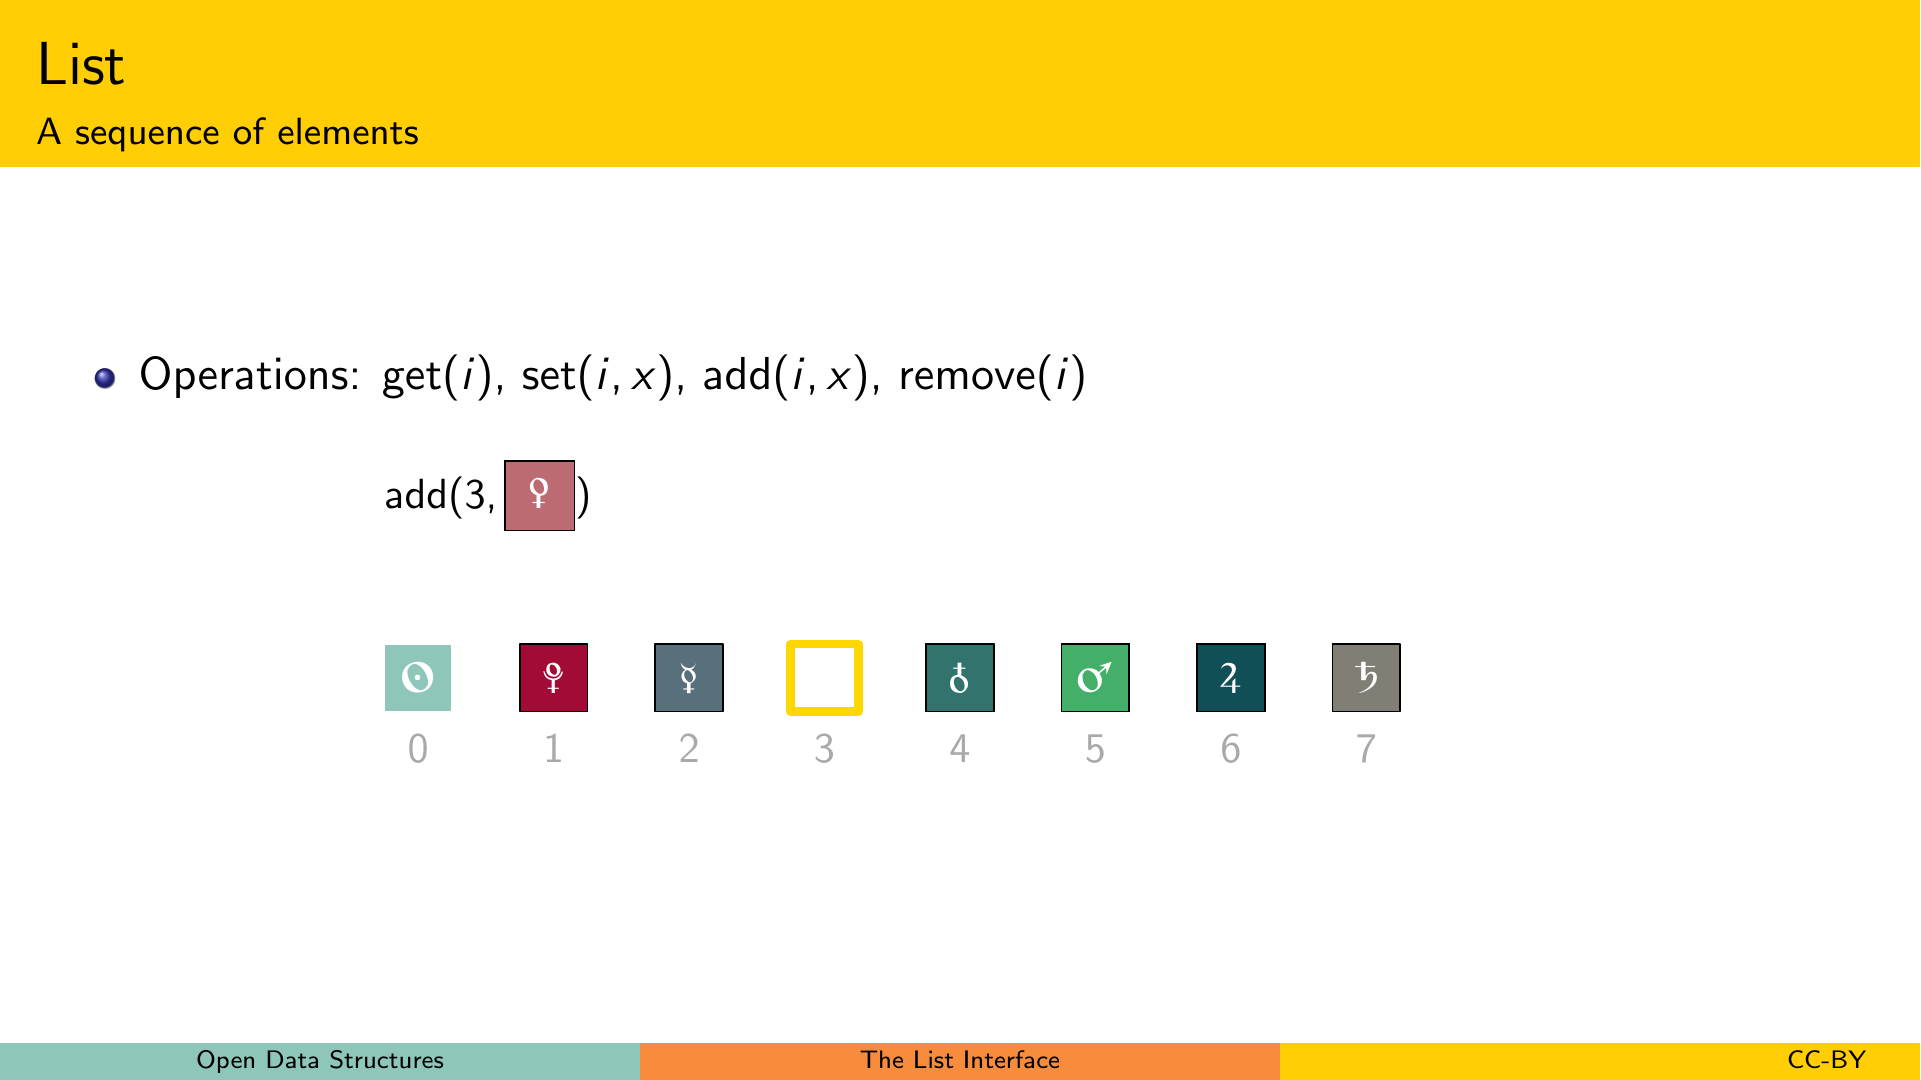 List
A sequence of elements
Operations: get(i), set(i, x), add(i, x), remove(i)
add(3, ♀)
☉ ♇ ☿ ♁ ♂ ♃ ♄
0 1 2 3 4 5 6 7
Open Data Structures The List Interface CC-BY